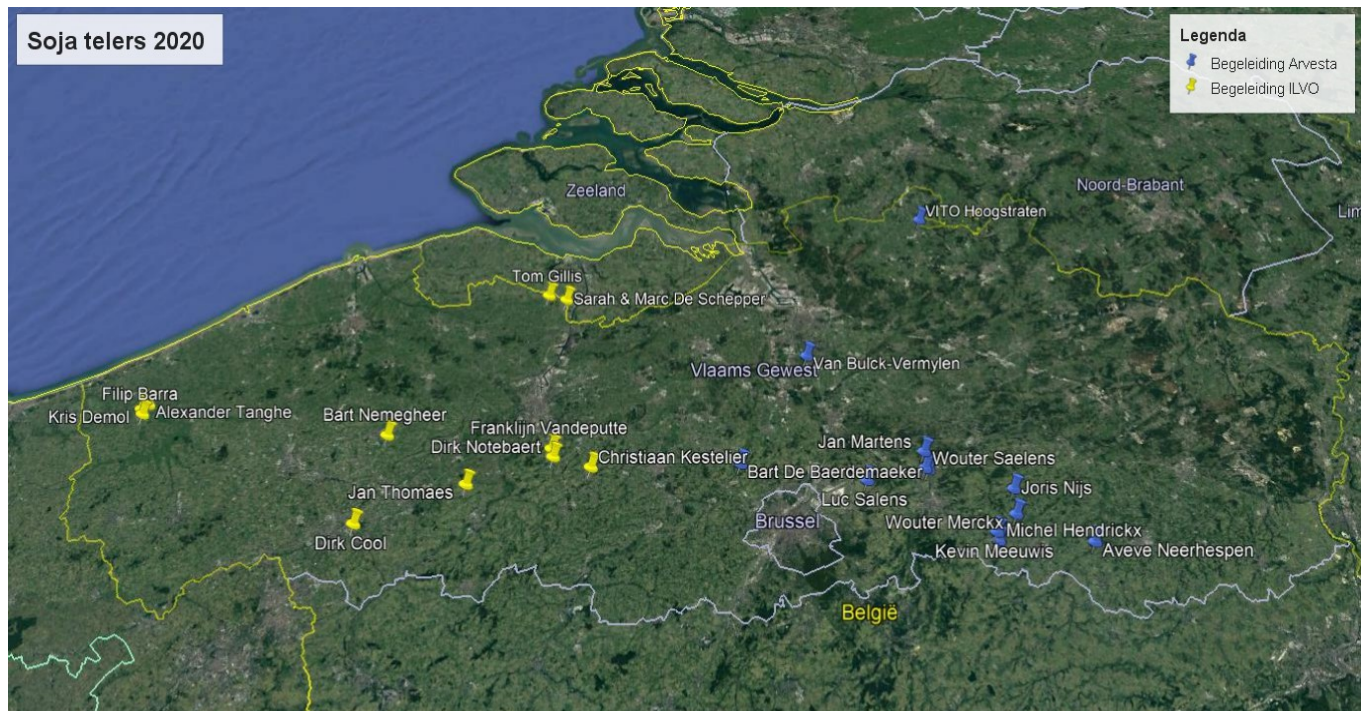 Soja telers 2020
Legenda
Begeleiding Arvesta
Begeleiding ILVO
Zeeland
Noord-Brabant
Lim
VITO Hoogstraten
Tom Gillis
Sarah & Marc De Schepper
Van Bulck-Vermylen
Vlaams Gewest
Filip Barra
Kris Demol
Alexander Tanghe
Bart Nemegheer
Franklijn Vandeputte
Dirk Notebaert
Christiaan Kestelier
Jan Martens
Wouter Saelens
Bart De Baerdemaeker
Jan Thomaes
Luc Salens
Joris Nijs
Brussel
Wouter Merckx
Michel Hendrickx
Dirk Cool
Kevin Meeuwis
Aveve Neerhespen
België